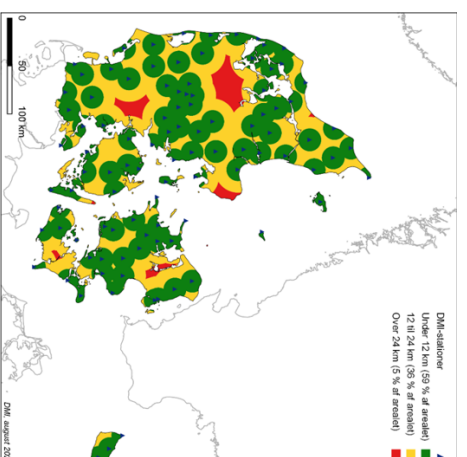 DMI-stationer
Under 12 km (59 % af arealet)
12 til 24 km (36 % af arealet)
Over 24 km (5 % af arealet)
0 50 100 km
DMI, august